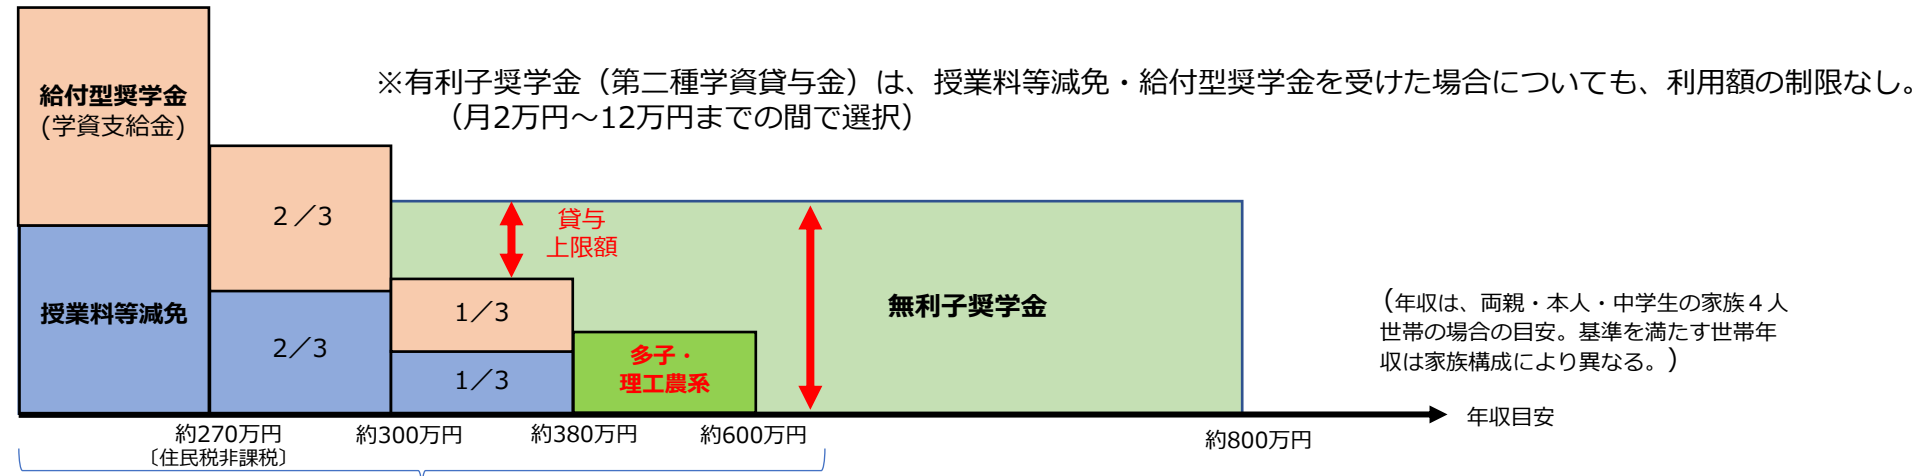 給付型奨学金
(学資支給金)
※有利子奨学金（第二種学資貸与金）は、授業料等減免・給付型奨学金を受けた場合についても、利用額の制限なし。
（月2万円～12万円までの間で選択）
2／3
貸与
上限額
授業料等減免
2／3
1／3
1／3
多子・
理工農系
無利子奨学金
（年収は、両親・本人・中学生の家族４人
世帯の場合の目安。基準を満たす世帯年
収は家族構成により異なる。）
年収目安
約270万円
〔住民税非課税〕
約300万円
約380万円
約600万円
約800万円